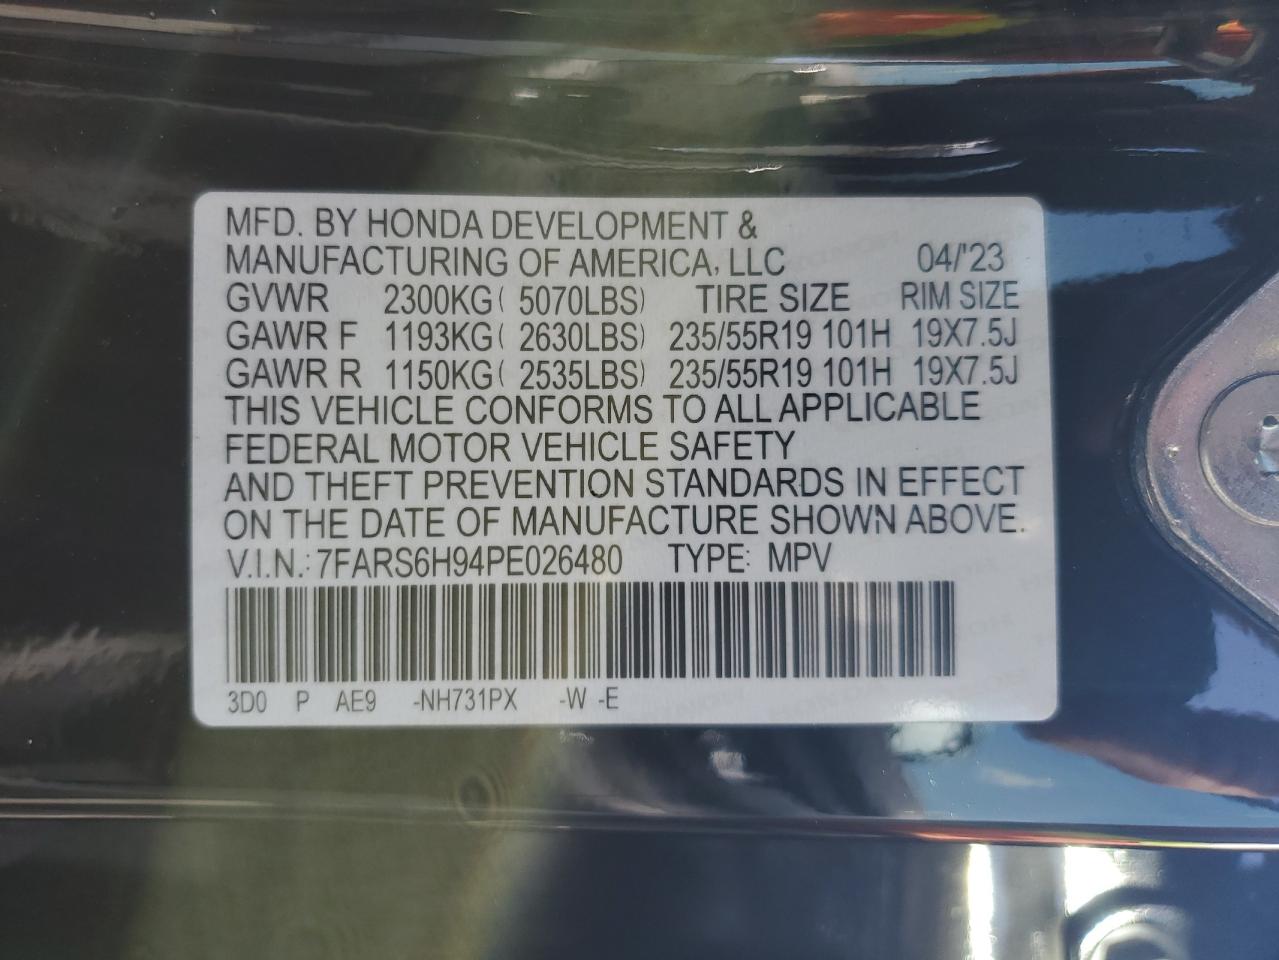 MFD. BY HONDA DEVELOPMENT &
MANUFACTURING OF AMERICA, LLC 04/'23
GVWR 2300KG( 5070LBS) TIRE SIZE RIM SIZE
GAWR F 1193KG( 2630LBS) 235/55R19 101H 19X7.5J
GAWR R 1150KG( 2535LBS) 235/55R19 101H 19X7.5J
THIS VEHICLE CONFORMS TO ALL APPLICABLE
FEDERAL MOTOR VEHICLE SAFETY
AND THEFT PREVENTION STANDARDS IN EFFECT
ON THE DATE OF MANUFACTURE SHOWN ABOVE.
V.I.N.: 7FARS6H94PE026480 TYPE: MPV
3D0 P AE9 -NH731PX -W -E